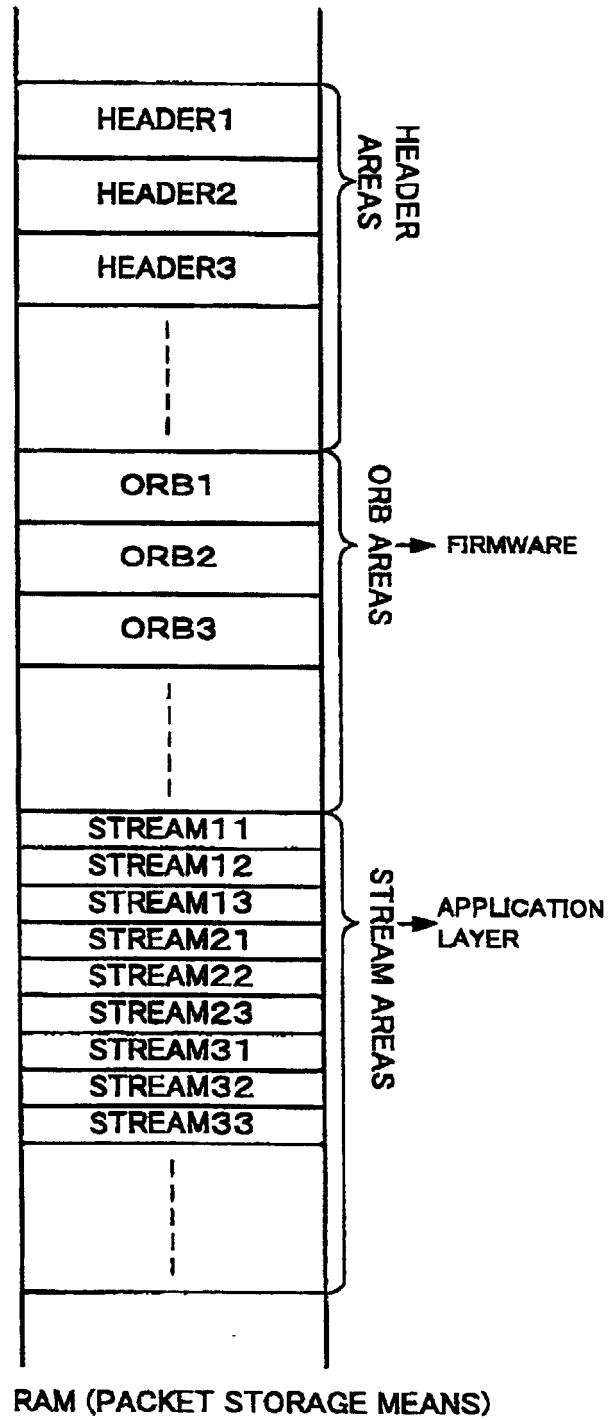 HEADER1
HEADER2
HEADER3
HEADER
AREAS
ORB1
ORB2
ORB3
ORB AREAS
FIRMWARE
STREAM11
STREAM12
STREAM13
STREAM21
STREAM22
STREAM23
STREAM31
STREAM32
STREAM33
STREAM AREAS
APPLICATION
LAYER
RAM (PACKET STORAGE MEANS)